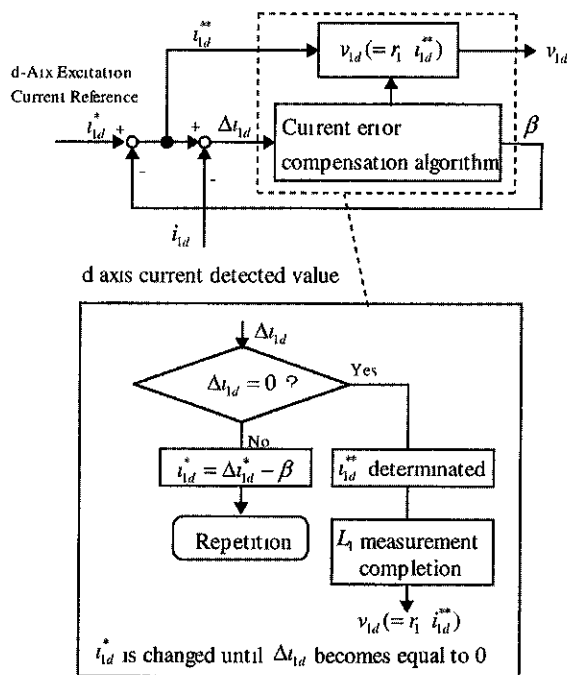 i**1d
v1d(= r1 i**1d)
v1d
d-Aix Excitation
Current Reference
i*1d
+
+
Δi1d
-
-
Current error
compensation algorithm
β
i1d
d axis current detected value
Δi1d
Δi1d = 0 ?
Yes
No
i*1d = Δi*1d − β
i**1d determinated
Repetition
L1 measurement
completion
v1d(= r1 i**1d)
i*1d is changed until Δi1d becomes equal to 0